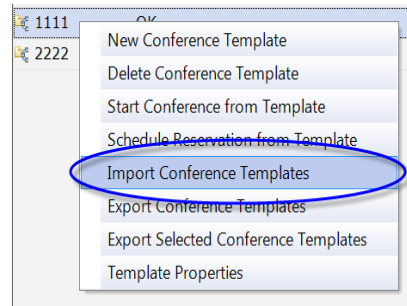 1111 OK
2222
New Conference Template
Delete Conference Template
Start Conference from Template
Schedule Reservation from Template
Import Conference Templates
Export Conference Templates
Export Selected Conference Templates
Template Properties